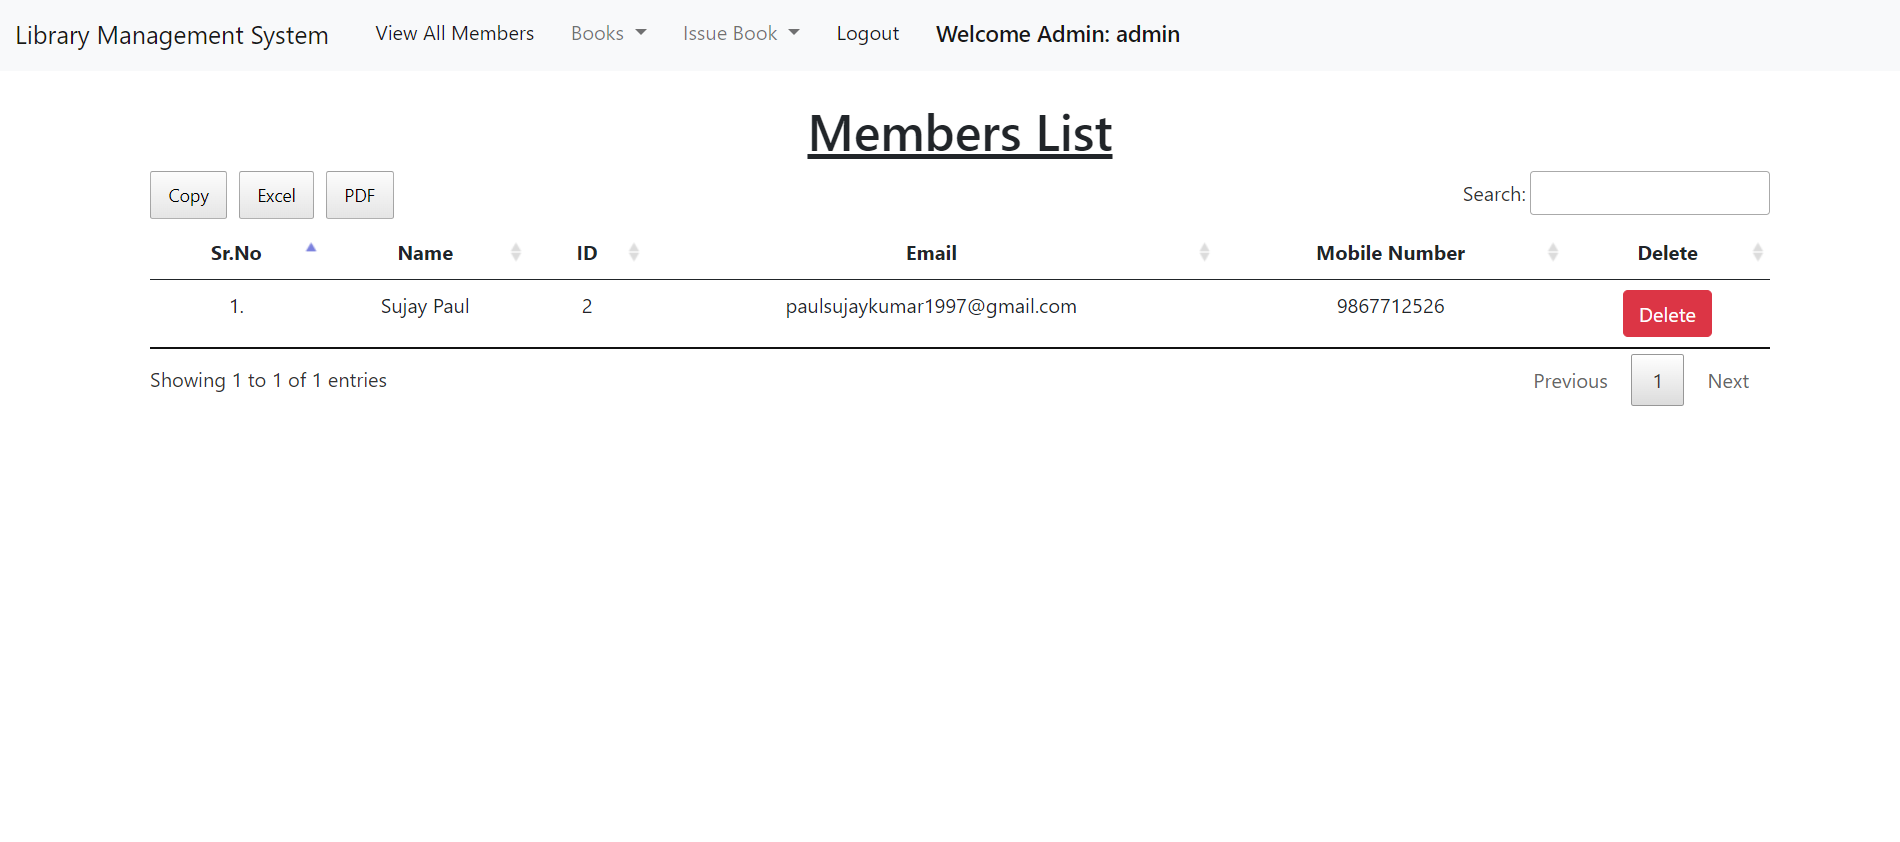 Library Management System View All Members Books Issue Book Logout Welcome Admin: admin
Members List
Copy Excel PDF Search:
Sr.No Name ID Email Mobile Number Delete
1. Sujay Paul 2 paulsujaykumar1997@gmail.com 9867712526 Delete
Showing 1 to 1 of 1 entries Previous 1 Next